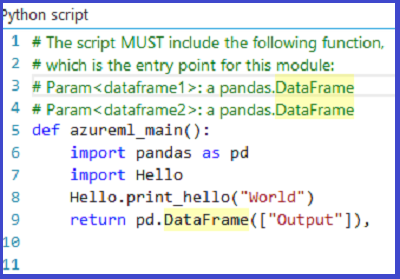 Python script
1 # The script MUST include the following function,
2 # which is the entry point for this module:
3 # Param<dataframe1>: a pandas.DataFrame
4 # Param<dataframe2>: a pandas.DataFrame
5 def azureml_main():
6     import pandas as pd
7     import Hello
8     Hello.print_hello("World")
9     return pd.DataFrame(["Output"]),
10
11